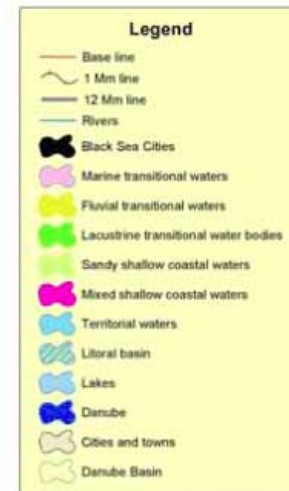 Legend
Base line
1 Mm line
12 Mm line
Rivers
Black Sea Cities
Marine transitional waters
Fluvial transitional waters
Lacustrine transitional water bodies
Sandy shallow coastal waters
Mixed shallow coastal waters
Territorial waters
Litoral basin
Lakes
Danube
Cities and towns
Danube Basin